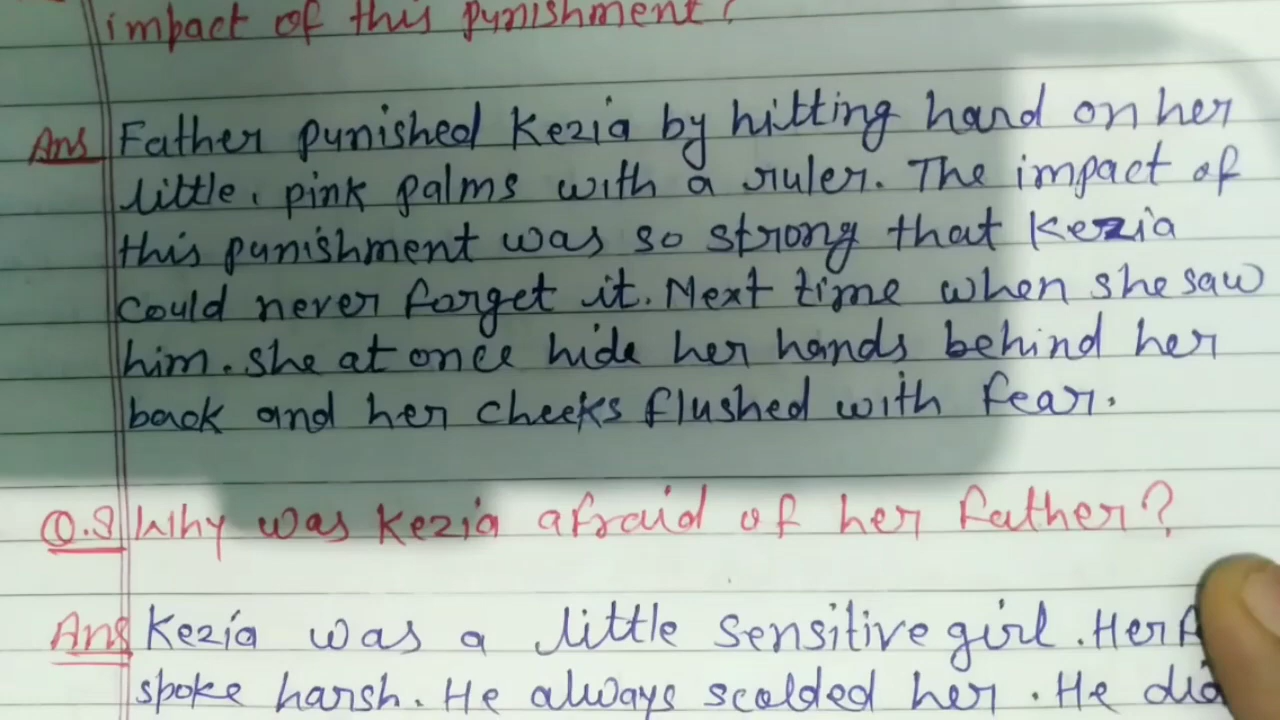 impact of this punishment?
Ans Father punished Kezia by hitting hard on her
little, pink palms with a ruler. The impact of
this punishment was so strong that Kezia
could never forget it. Next time when she saw
him. she at once hide her hands behind her
back and her cheeks flushed with fear.
Why was Kezia afraid of her father?
Ans Kezia was a little sensitive girl. Her
spoke harsh. He always scolded her. He